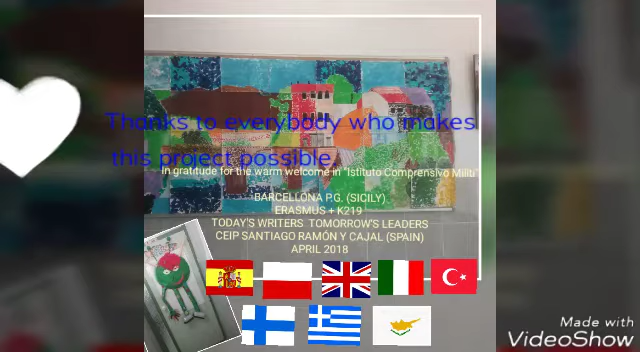 Thanks to everybody who makes
this project possible
in gratitude for the warm welcome in "Istituto Comprensivo Militi"
BARCELLONA P.G. (SICILY)
ERASMUS + K219
TODAY'S WRITERS TOMORROW'S LEADERS
CEIP SANTIAGO RAMÓN Y CAJAL (SPAIN)
APRIL 2018
Made with
VideoShow